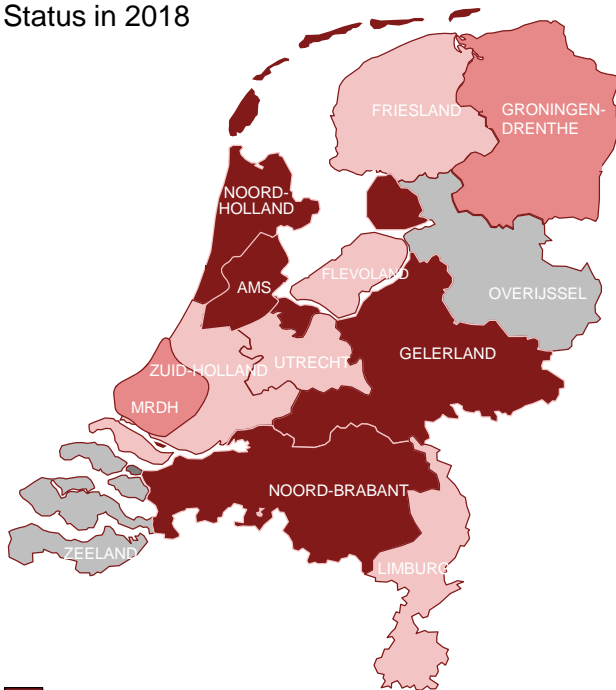 Status in 2018
FRIESLAND
GRONINGEN-
DRENTHE
NOORD-
HOLLAND
FLEVOLAND
AMS
OVERIJSSEL
GELERLAND
UTRECHT
ZUID-HOLLAND
MRDH
NOORD-BRABANT
ZEELAND
LIMBURG